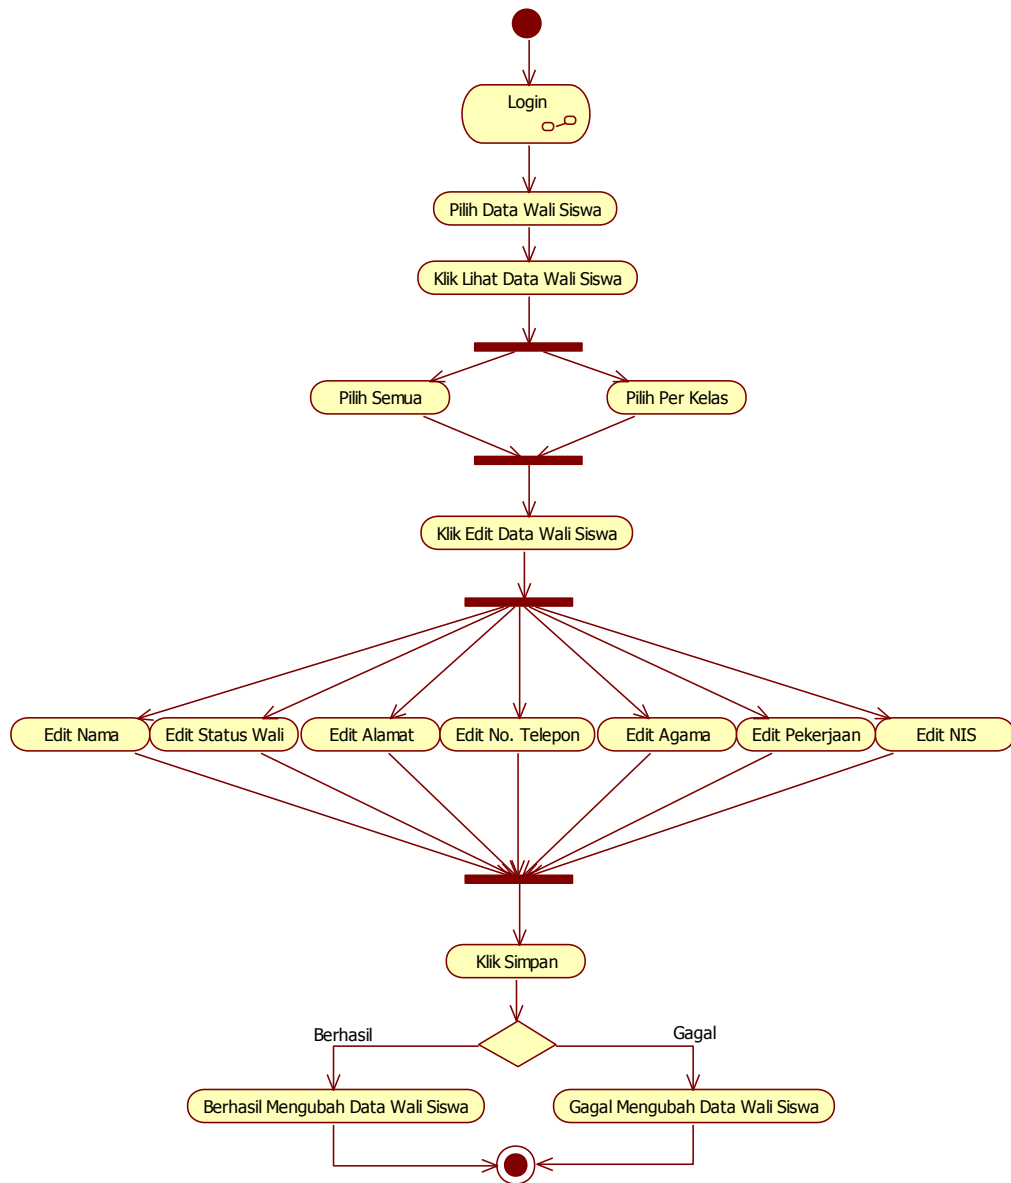 Login
Pilih Data Wali Siswa
Klik Lihat Data Wali Siswa
Pilih Semua
Pilih Per Kelas
Klik Edit Data Wali Siswa
Edit Nama
Edit Status Wali
Edit Alamat
Edit No. Telepon
Edit Agama
Edit Pekerjaan
Edit NIS
Klik Simpan
Berhasil
Gagal
Berhasil Mengubah Data Wali Siswa
Gagal Mengubah Data Wali Siswa